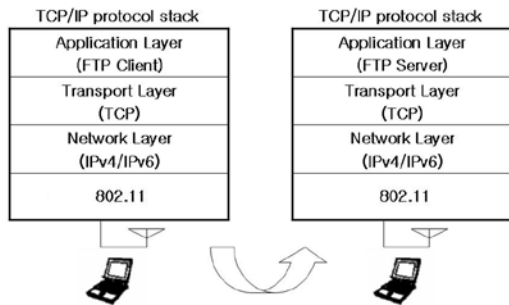 TCP/IP protocol stack
Application Layer
(FTP Client)
Transport Layer
(TCP)
Network Layer
(IPv4/IPv6)
802.11
TCP/IP protocol stack
Application Layer
(FTP Server)
Transport Layer
(TCP)
Network Layer
(IPv4/IPv6)
802.11